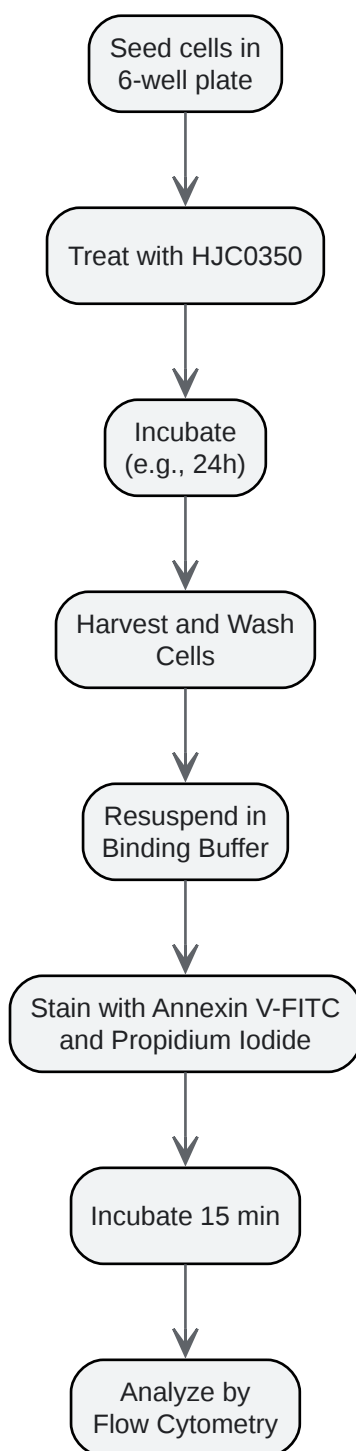 Seed cells in
6-well plate
Treat with HJC0350
Incubate
(e.g., 24h)
Harvest and Wash
Cells
Resuspend in
Binding Buffer
Stain with Annexin V-FITC
and Propidium Iodide
Incubate 15 min
Analyze by
Flow Cytometry